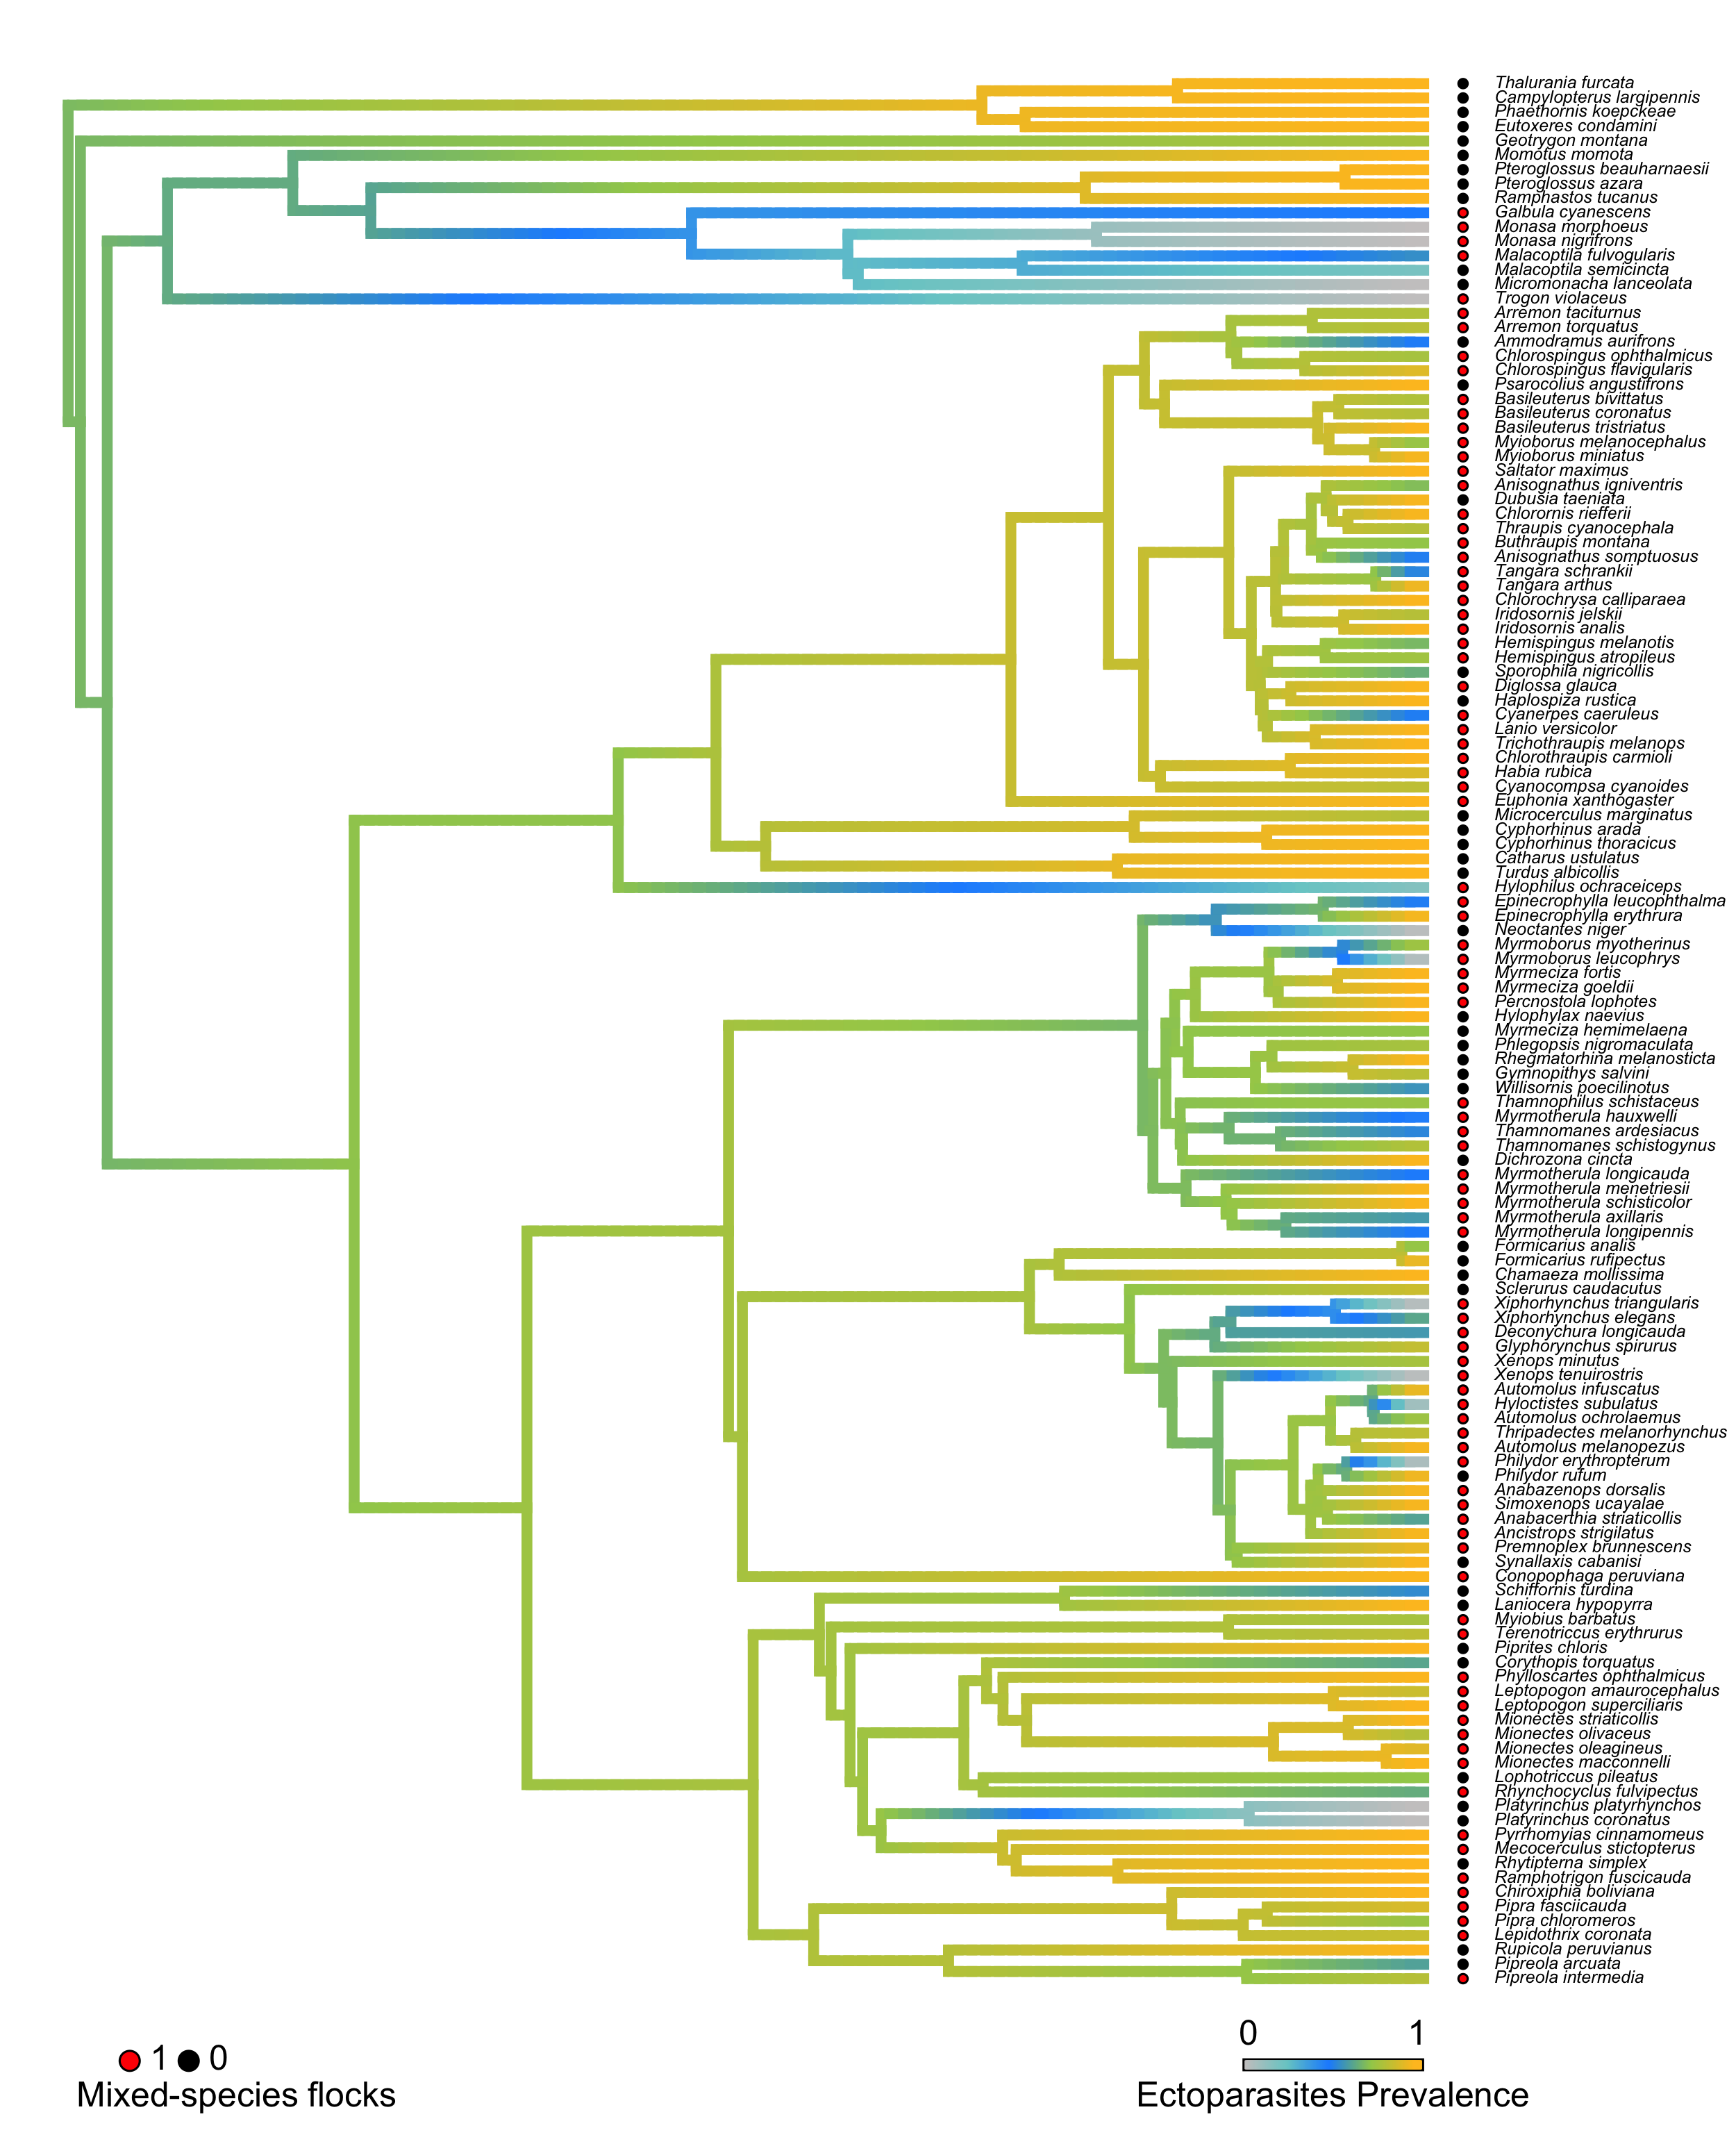 Thalurania furcata
Campylopterus largipennis
Phaethornis koepckeae
Eutoxeres condamini
Geotrygon montana
Momotus momota
Pteroglossus beauharnaesii
Pteroglossus azara
Ramphastos tucanus
Galbula cyanescens
Monasa morphoeus
Monasa nigrifrons
Malacoptila fulvogularis
Malacoptila semicincta
Micromonacha lanceolata
Trogon violaceus
Arremon taciturnus
Arremon torquatus
Ammodramus aurifrons
Chlorospingus ophthalmicus
Chlorospingus flavigularis
Psarocolius angustifrons
Basileuterus bivittatus
Basileuterus coronatus
Basileuterus tristriatus
Myioborus melanocephalus
Myioborus miniatus
Saltator maximus
Anisognathus igniventris
Dubusia taeniata
Chlorornis riefferii
Thraupis cyanocephala
Buthraupis montana
Anisognathus somptuosus
Tangara schrankii
Tangara arthus
Chlorochrysa calliparaea
Iridosornis jelskii
Iridosornis analis
Hemispingus melanotis
Hemispingus atropileus
Sporophila nigricollis
Diglossa glauca
Haplospiza rustica
Cyanerpes caeruleus
Lanio versicolor
Trichothraupis melanops
Chlorothraupis carmioli
Habia rubica
Cyanocompsa cyanoides
Euphonia xanthogaster
Microcerculus marginatus
Cyphorhinus arada
Cyphorhinus thoracicus
Catharus ustulatus
Turdus albicollis
Hylophilus ochraceiceps
Epinecrophylla leucophthalma
Epinecrophylla erythrura
Neoctantes niger
Myrmoborus myotherinus
Myrmoborus leucophrys
Myrmeciza fortis
Myrmeciza goeldii
Percnostola lophotes
Hylophylax naevius
Myrmeciza hemimelaena
Phlegopsis nigromaculata
Rhegmatorhina melanosticta
Gymnopithys salvini
Willisornis poecilinotus
Thamnophilus schistaceus
Myrmotherula hauxwelli
Thamnomanes ardesiacus
Thamnomanes schistogynus
Dichrozona cincta
Myrmotherula longicauda
Myrmotherula menetriesii
Myrmotherula schisticolor
Myrmotherula axillaris
Myrmotherula longipennis
Formicarius analis
Formicarius rufipectus
Chamaeza mollissima
Sclerurus caudacutus
Xiphorhynchus triangularis
Xiphorhynchus elegans
Deconychura longicauda
Glyphorynchus spirurus
Xenops minutus
Xenops tenuirostris
Automolus infuscatus
Hyloctistes subulatus
Automolus ochrolaemus
Thripadectes melanorhynchus
Automolus melanopezus
Philydor erythropterum
Philydor rufum
Anabazenops dorsalis
Simoxenops ucayalae
Anabacerthia striaticollis
Ancistrops strigilatus
Premnoplex brunnescens
Synallaxis cabanisi
Conopophaga peruviana
Schiffornis turdina
Laniocera hypopyrra
Myiobius barbatus
Terenotriccus erythrurus
Piprites chloris
Corythopis torquatus
Phylloscartes ophthalmicus
Leptopogon amaurocephalus
Leptopogon superciliaris
Mionectes striaticollis
Mionectes olivaceus
Mionectes oleagineus
Mionectes macconnelli
Lophotriccus pileatus
Rhynchocyclus fulvipectus
Platyrinchus platyrhynchos
Platyrinchus coronatus
Pyrrhomyias cinnamomeus
Mecocerculus stictopterus
Rhytipterna simplex
Ramphotrigon fuscicauda
Chiroxiphia boliviana
Pipra fasciicauda
Pipra chloromeros
Lepidothrix coronata
Rupicola peruvianus
Pipreola arcuata
Pipreola intermedia
0 1
1 0
Mixed-species flocks
Ectoparasites Prevalence